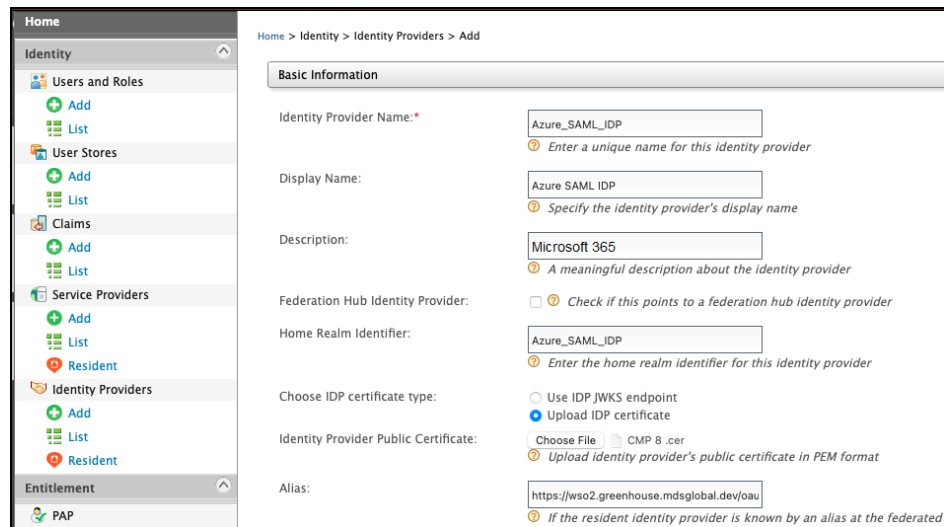 Home
Identity
Users and Roles
Add
List
User Stores
Add
List
Claims
Add
List
Service Providers
Add
List
Resident
Identity Providers
Add
List
Resident
Entitlement
PAP
Home > Identity > Identity Providers > Add
Basic Information
Identity Provider Name:*
Azure_SAML_IDP
Enter a unique name for this identity provider
Display Name:
Azure SAML IDP
Specify the identity provider's display name
Description:
Microsoft 365
A meaningful description about the identity provider
Federation Hub Identity Provider:
Check if this points to a federation hub identity provider
Home Realm Identifier:
Azure_SAML_IDP
Enter the home realm identifier for this identity provider
Choose IDP certificate type:
Use IDP JWKS endpoint
Upload IDP certificate
Identity Provider Public Certificate:
Choose File CMP 8 .cer
Upload identity provider's public certificate in PEM format
Alias:
https://wso2.greenhouse.mdsglobal.dev/oau
If the resident identity provider is known by an alias at the federated